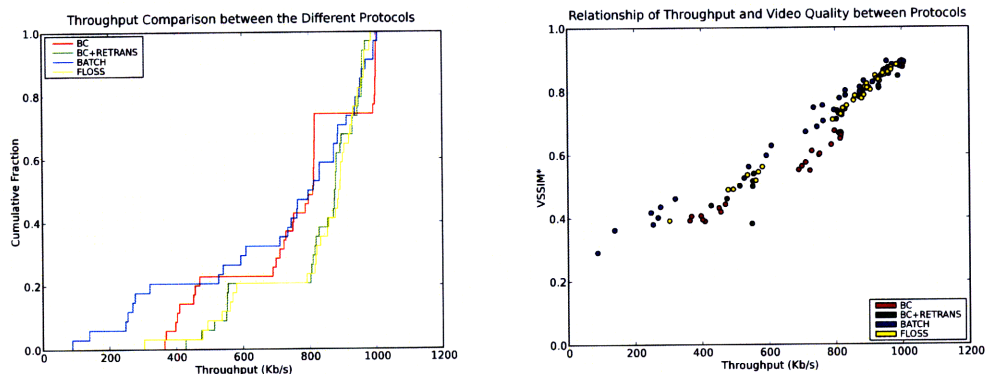 Throughput Comparison between the Different Protocols
1.0
0.8
0.6
0.4
0.2
0.0
Cumulative Fraction
BC
BC+RETRANS
BATCH
FLOSS
0
200
400
600
800
1000
1200
Throughput (Kb/s)
Relationship of Throughput and Video Quality between Protocols
1.0
0.8
0.6
0.4
0.2
0.0
VSSIM*
BC
BC+RETRANS
BATCH
FLOSS
0
200
400
600
800
1000
1200
Throughput (Kb/s)